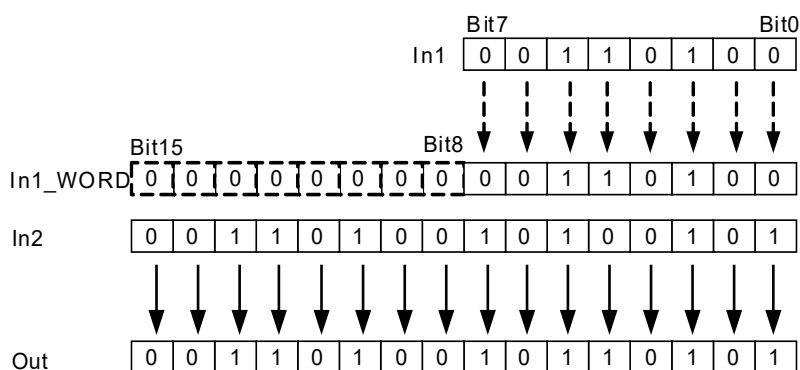 Bit7 Bit0
In1 0 0 1 1 0 1 0 0
Bit15 Bit8
In1_WORD 0 0 0 0 0 0 0 0 0 0 1 1 0 1 0 0
In2 0 0 1 1 0 1 0 0 1 0 1 0 0 1 0 1
Out 0 0 1 1 0 1 0 0 1 0 1 1 0 1 0 1